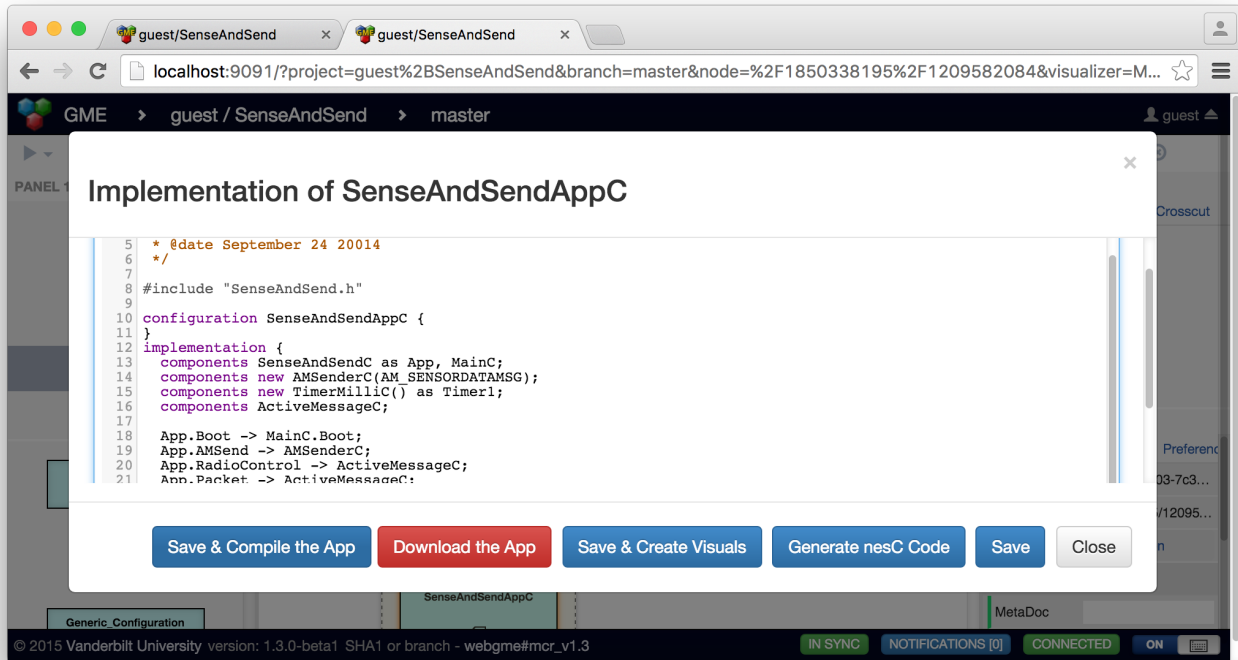 guest/SenseAndSend × guest/SenseAndSend ×
localhost:9091/?project=guest%2BSenseAndSend&branch=master&node=%2F1850338195%2F1209582084&visualizer=M...
GME > guest / SenseAndSend > master guest
PANEL 1
×
Implementation of SenseAndSendAppC
Crosscut
5 * @date September 24 20014
6 */
7
8 #include "SenseAndSend.h"
9
10 configuration SenseAndSendAppC {
11 }
12 implementation {
13 components SenseAndSendC as App, MainC;
14 components new AMSenderC(AM_SENSORDATAMSG);
15 components new TimerMilliC() as Timer1;
16 components ActiveMessageC;
17
18 App.Boot -> MainC.Boot;
19 App.AMSend -> AMSenderC;
20 App.RadioControl -> ActiveMessageC;
21 App.Packet -> ActiveMessageC;
Preferenc
03-7c3...
/12095...
n
Save & Compile the App Download the App Save & Create Visuals Generate nesC Code Save Close
SenseAndSendAppC
MetaDoc
Generic_Configuration
© 2015 Vanderbilt University version: 1.3.0-beta1 SHA1 or branch - webgme#mcr_v1.3 IN SYNC NOTIFICATIONS [0] CONNECTED ON